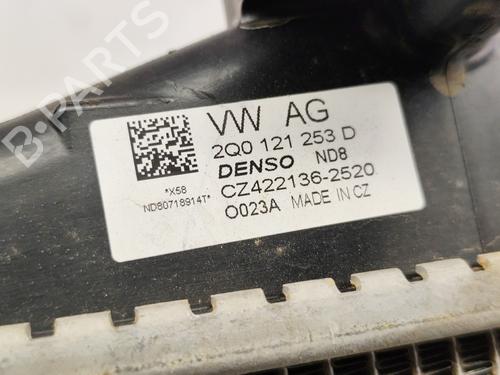 VW AG
2Q0 121 253 D
DENSO ND8
CZ422136-2520
O023A MADE IN CZ
*X58
ND80718914T*
B-PARTS